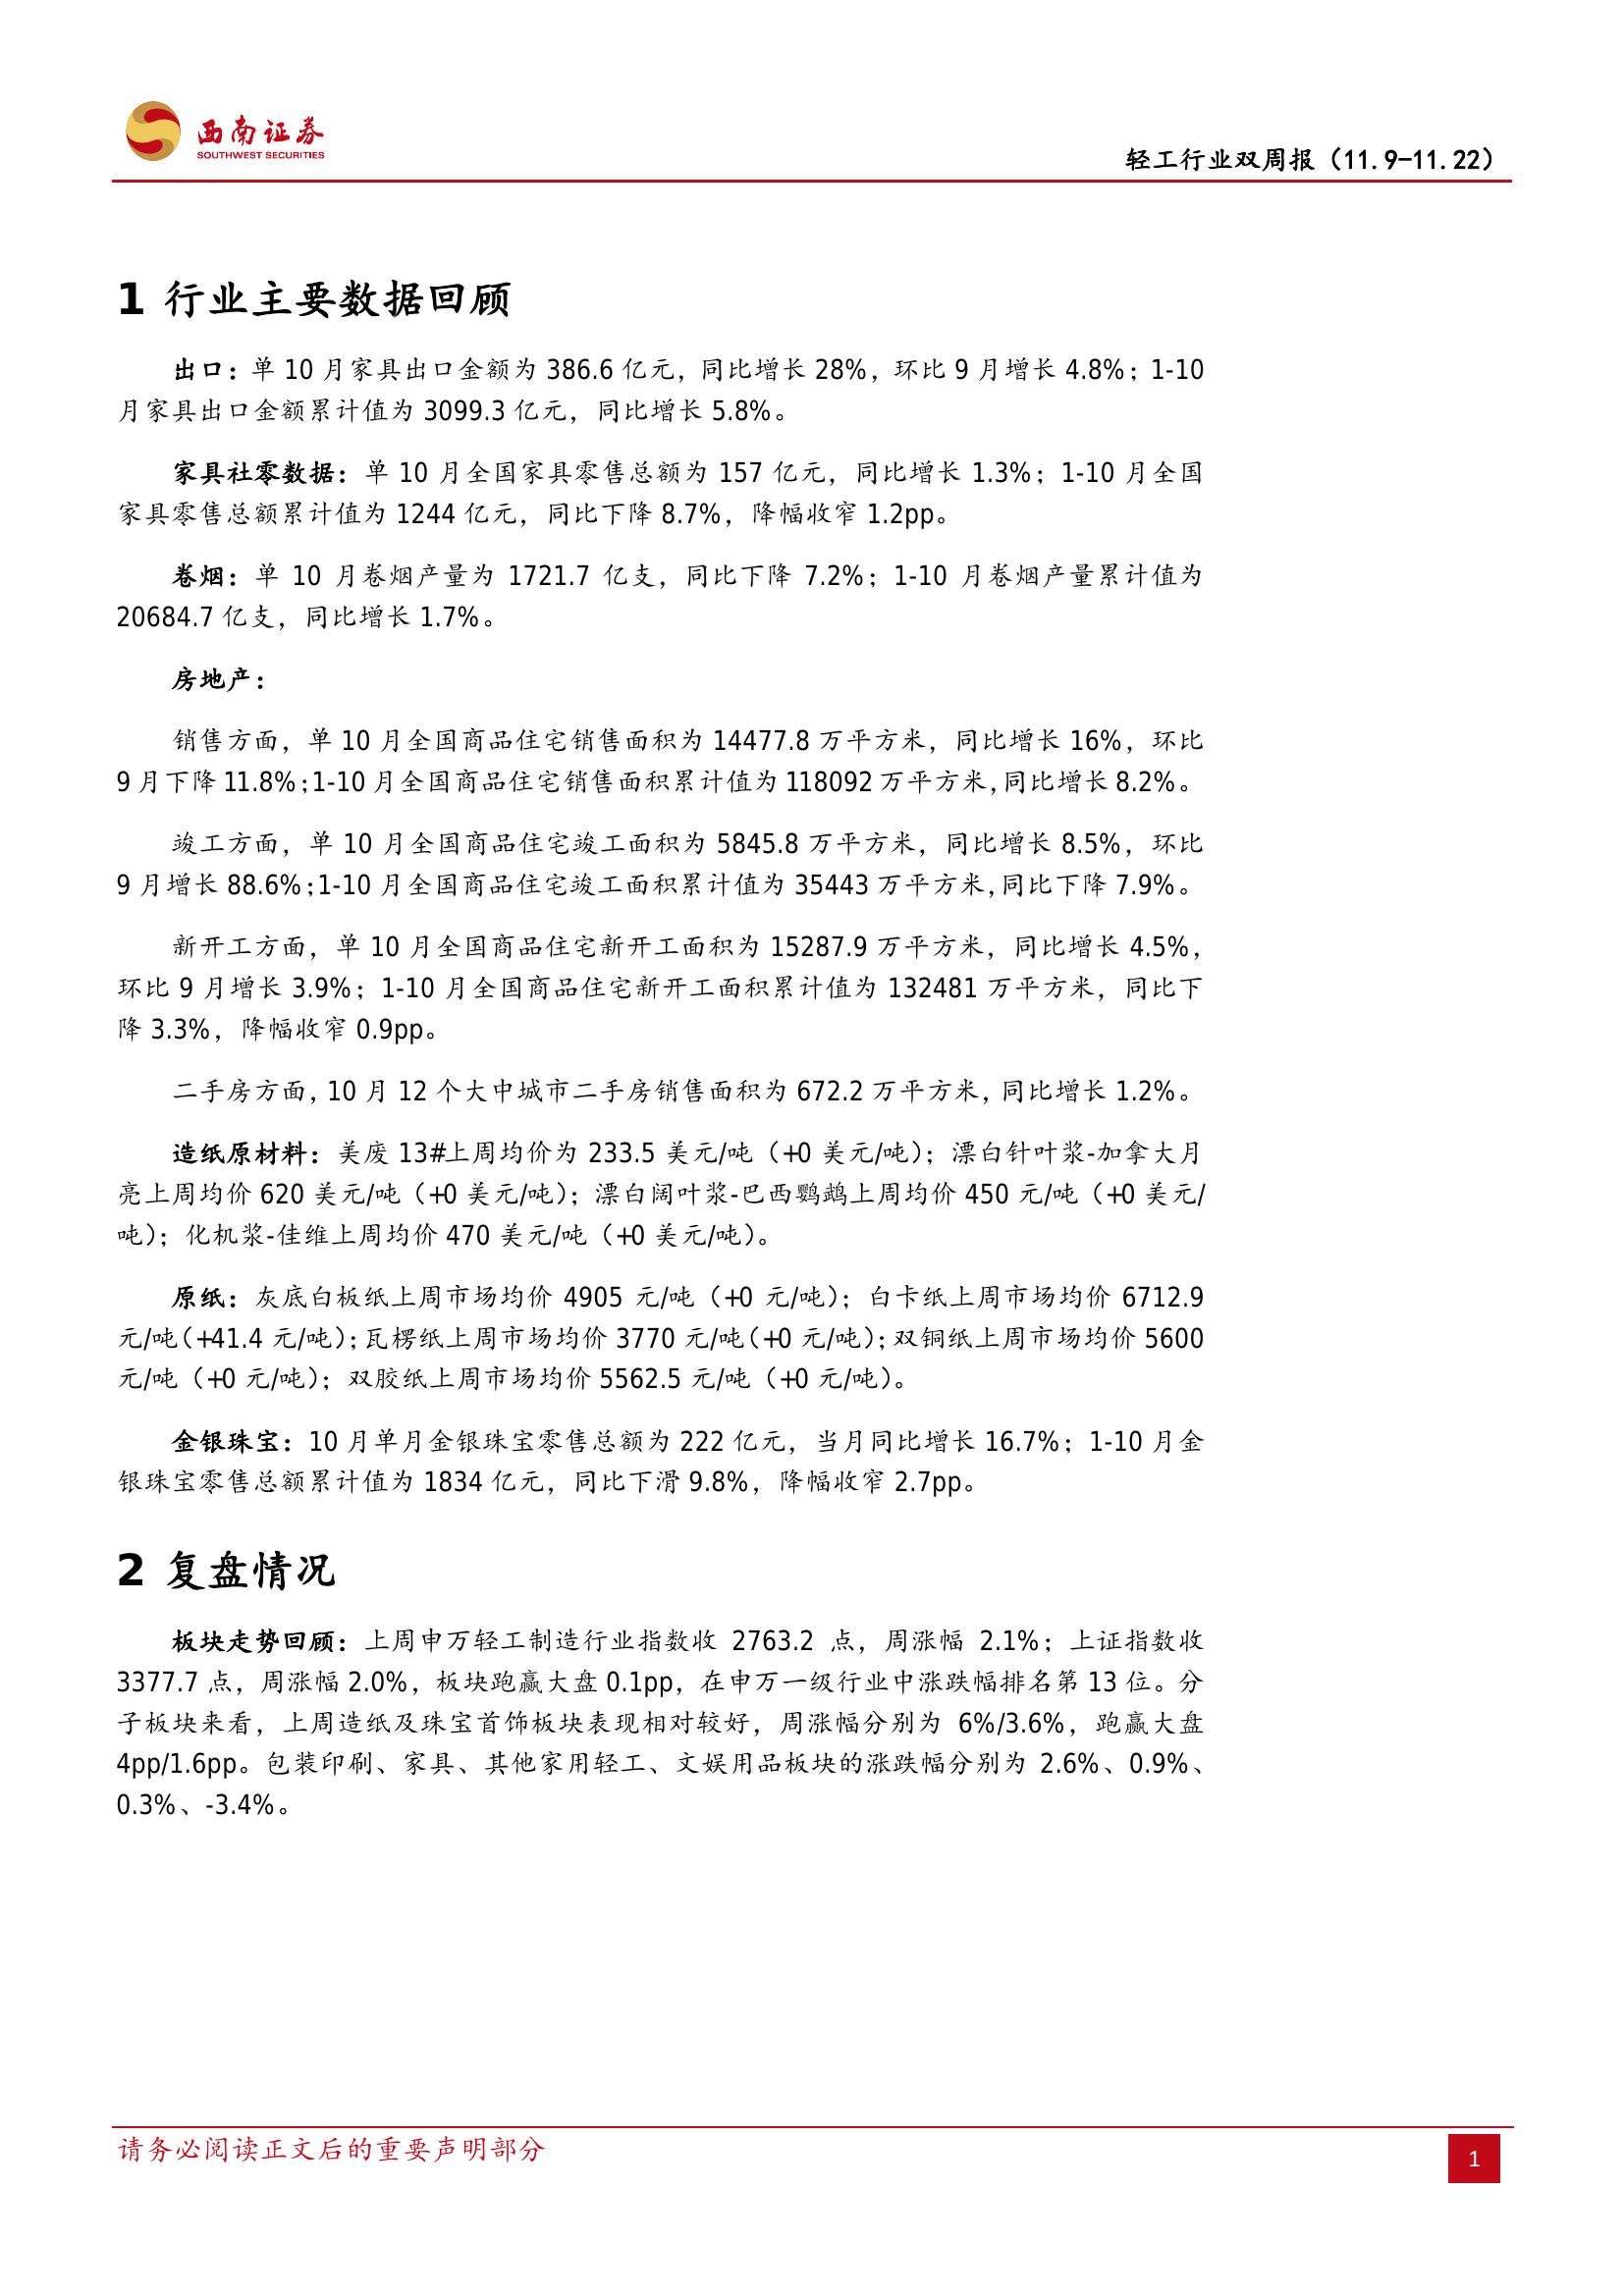 西南证券
SOUTHWEST SECURITIES
轻工行业双周报（11.9-11.22）
1 行业主要数据回顾
出口：单 10 月家具出口金额为 386.6 亿元，同比增长 28%，环比 9 月增长 4.8%；1-10
月家具出口金额累计值为 3099.3 亿元，同比增长 5.8%。
家具社零数据：单 10 月全国家具零售总额为 157 亿元，同比增长 1.3%；1-10 月全国
家具零售总额累计值为 1244 亿元，同比下降 8.7%，降幅收窄 1.2pp。
卷烟：单 10 月卷烟产量为 1721.7 亿支，同比下降 7.2%；1-10 月卷烟产量累计值为
20684.7 亿支，同比增长 1.7%。
房地产：
销售方面，单 10 月全国商品住宅销售面积为 14477.8 万平方米，同比增长 16%，环比
9 月下降 11.8%；1-10 月全国商品住宅销售面积累计值为 118092 万平方米，同比增长 8.2%。
竣工方面，单 10 月全国商品住宅竣工面积为 5845.8 万平方米，同比增长 8.5%，环比
9 月增长 88.6%；1-10 月全国商品住宅竣工面积累计值为 35443 万平方米，同比下降 7.9%。
新开工方面，单 10 月全国商品住宅新开工面积为 15287.9 万平方米，同比增长 4.5%，
环比 9 月增长 3.9%；1-10 月全国商品住宅新开工面积累计值为 132481 万平方米，同比下
降 3.3%，降幅收窄 0.9pp。
二手房方面，10 月 12 个大中城市二手房销售面积为 672.2 万平方米，同比增长 1.2%。
造纸原材料：美废 13#上周均价为 233.5 美元/吨（+0 美元/吨）；漂白针叶浆-加拿大月
亮上周均价 620 美元/吨（+0 美元/吨）；漂白阔叶浆-巴西鹦鹉上周均价 450 元/吨（+0 美元/
吨）；化机浆-佳维上周均价 470 美元/吨（+0 美元/吨）。
原纸：灰底白板纸上周市场均价 4905 元/吨（+0 元/吨）；白卡纸上周市场均价 6712.9
元/吨（+41.4 元/吨）；瓦楞纸上周市场均价 3770 元/吨（+0 元/吨）；双铜纸上周市场均价 5600
元/吨（+0 元/吨）；双胶纸上周市场均价 5562.5 元/吨（+0 元/吨）。
金银珠宝：10 月单月金银珠宝零售总额为 222 亿元，当月同比增长 16.7%；1-10 月金
银珠宝零售总额累计值为 1834 亿元，同比下滑 9.8%，降幅收窄 2.7pp。
2 复盘情况
板块走势回顾：上周申万轻工制造行业指数收 2763.2 点，周涨幅 2.1%；上证指数收
3377.7 点，周涨幅 2.0%，板块跑赢大盘 0.1pp，在申万一级行业中涨跌幅排名第 13 位。分
子板块来看，上周造纸及珠宝首饰板块表现相对较好，周涨幅分别为 6%/3.6%，跑赢大盘
4pp/1.6pp。包装印刷、家具、其他家用轻工、文娱用品板块的涨跌幅分别为 2.6%、0.9%、
0.3%、-3.4%。
请务必阅读正文后的重要声明部分
1